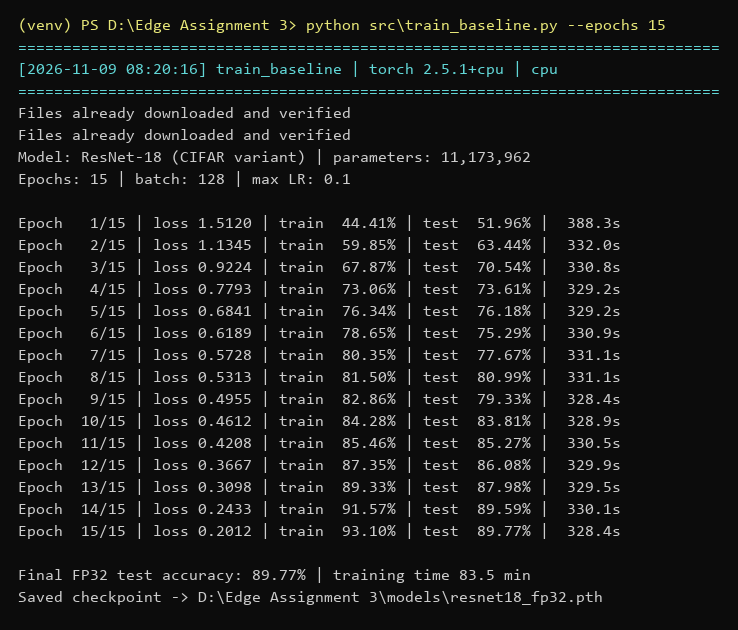 (venv) PS D:\Edge Assignment 3> python src\train_baseline.py --epochs 15
==============================================================================
[2026-11-09 08:20:16] train_baseline | torch 2.5.1+cpu | cpu
==============================================================================
Files already downloaded and verified
Files already downloaded and verified
Model: ResNet-18 (CIFAR variant) | parameters: 11,173,962
Epochs: 15 | batch: 128 | max LR: 0.1

Epoch   1/15 | loss 1.5120 | train  44.41% | test  51.96% |  388.3s
Epoch   2/15 | loss 1.1345 | train  59.85% | test  63.44% |  332.0s
Epoch   3/15 | loss 0.9224 | train  67.87% | test  70.54% |  330.8s
Epoch   4/15 | loss 0.7793 | train  73.06% | test  73.61% |  329.2s
Epoch   5/15 | loss 0.6841 | train  76.34% | test  76.18% |  329.2s
Epoch   6/15 | loss 0.6189 | train  78.65% | test  75.29% |  330.9s
Epoch   7/15 | loss 0.5728 | train  80.35% | test  77.67% |  331.1s
Epoch   8/15 | loss 0.5313 | train  81.50% | test  80.99% |  331.1s
Epoch   9/15 | loss 0.4955 | train  82.86% | test  79.33% |  328.4s
Epoch  10/15 | loss 0.4612 | train  84.28% | test  83.81% |  328.9s
Epoch  11/15 | loss 0.4208 | train  85.46% | test  85.27% |  330.5s
Epoch  12/15 | loss 0.3667 | train  87.35% | test  86.08% |  329.9s
Epoch  13/15 | loss 0.3098 | train  89.33% | test  87.98% |  329.5s
Epoch  14/15 | loss 0.2433 | train  91.57% | test  89.59% |  330.1s
Epoch  15/15 | loss 0.2012 | train  93.10% | test  89.77% |  328.4s

Final FP32 test accuracy: 89.77% | training time 83.5 min
Saved checkpoint -> D:\Edge Assignment 3\models\resnet18_fp32.pth